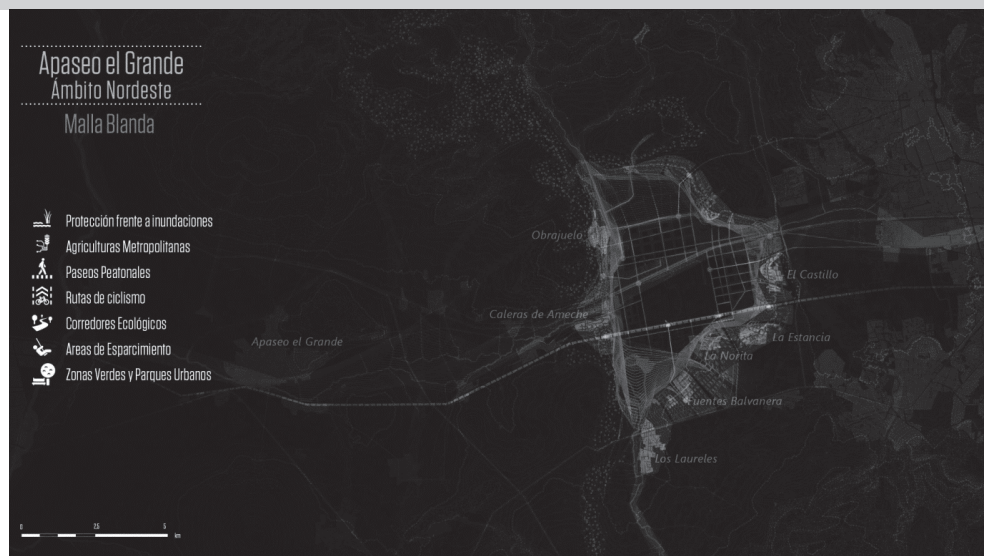 Apaseo el Grande
Ámbito Nordeste
Malla Blanda
Protección frente a inundaciones
Agriculturas Metropolitanas
Paseos Peatonales
Rutas de ciclismo
Corredores Ecológicos
Areas de Esparcimiento
Zonas Verdes y Parques Urbanos
Obrajuelo
El Castillo
Caleras de Ameche
Apaseo el Grande
La Estancia
La Norita
Fuentes Balvanera
Los Laureles
0 2.5 5
km